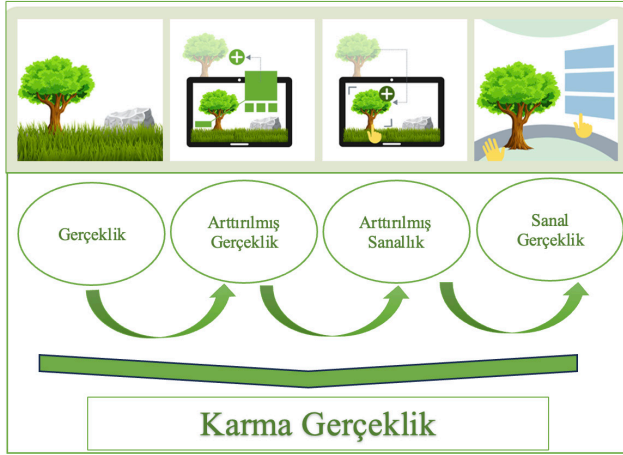 Gerçeklik
Arttırılmış
Gerçeklik
Arttırılmış
Sanallık
Sanal
Gerçeklik
Karma Gerçeklik